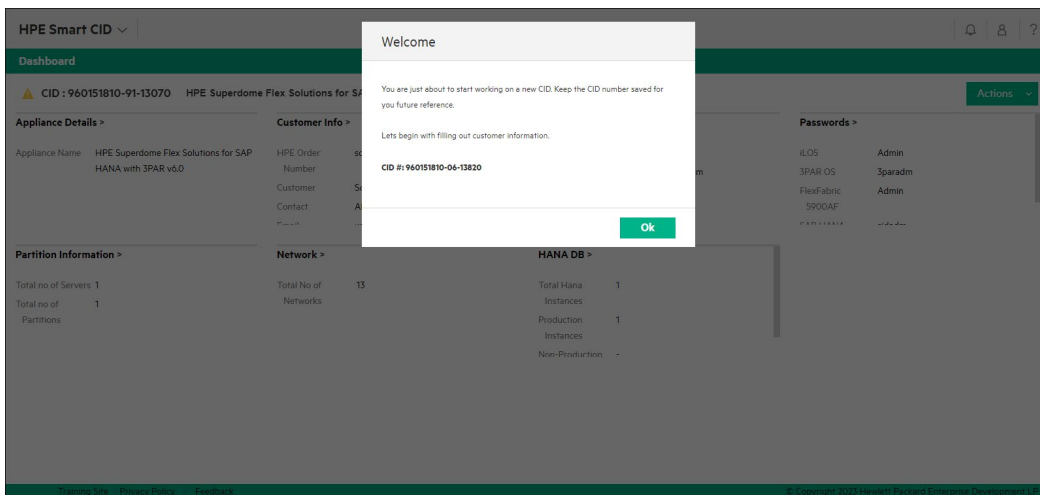 HPE Smart CID
Welcome
?
Dashboard
CID : 960151810-91-13070 HPE Superdome Flex Solutions for
You are just about to start working on a new CID. Keep the CID number saved for
you future reference.
Lets begin with filling out customer information.
CID #: 960151810-06-13820
Ok
Actions
Appliance Details >
Appliance Name HPE Superdome Flex Solutions for SAP
HANA with 3PAR v6.0
Customer Info >
HPE Order
Number
Customer
Contact
Passwords >
iLO5 Admin
3PAR OS 3paradm
FlexFabric Admin
5900AF
Partition Information >
Total no of Servers 1
Total no of 1
Partitions
Network >
Total No of 13
Networks
HANA DB >
Total Hana 1
Instances
Production 1
Instances
Non-Production -
Training Site Privacy Policy Feedback
© Copyright 2023 Hewlett Packard Enterprise Development LP